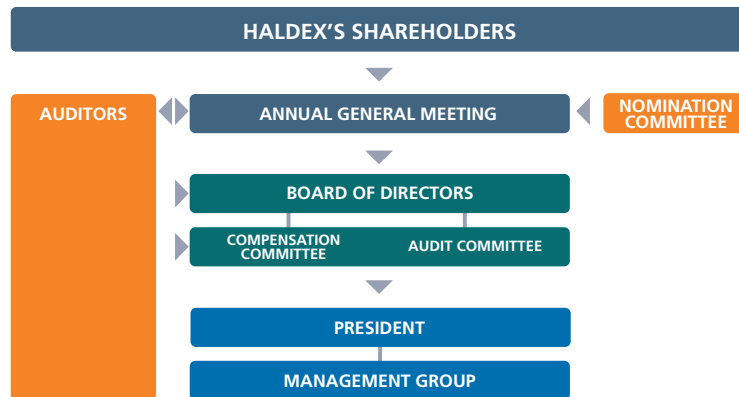 HALDEX'S SHAREHOLDERS
AUDITORS
ANNUAL GENERAL MEETING
NOMINATION
COMMITTEE
BOARD OF DIRECTORS
COMPENSATION
COMMITTEE
AUDIT COMMITTEE
PRESIDENT
MANAGEMENT GROUP